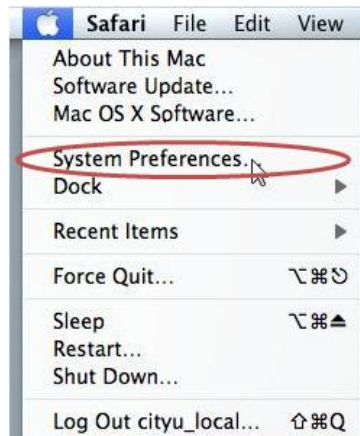 Safari File Edit View
About This Mac
Software Update...
Mac OS X Software...
System Preferences...
Dock
Recent Items
Force Quit... ⌥⌘⎋
Sleep ⌥⌘⏏
Restart...
Shut Down...
Log Out cityu_local... ⇧⌘Q